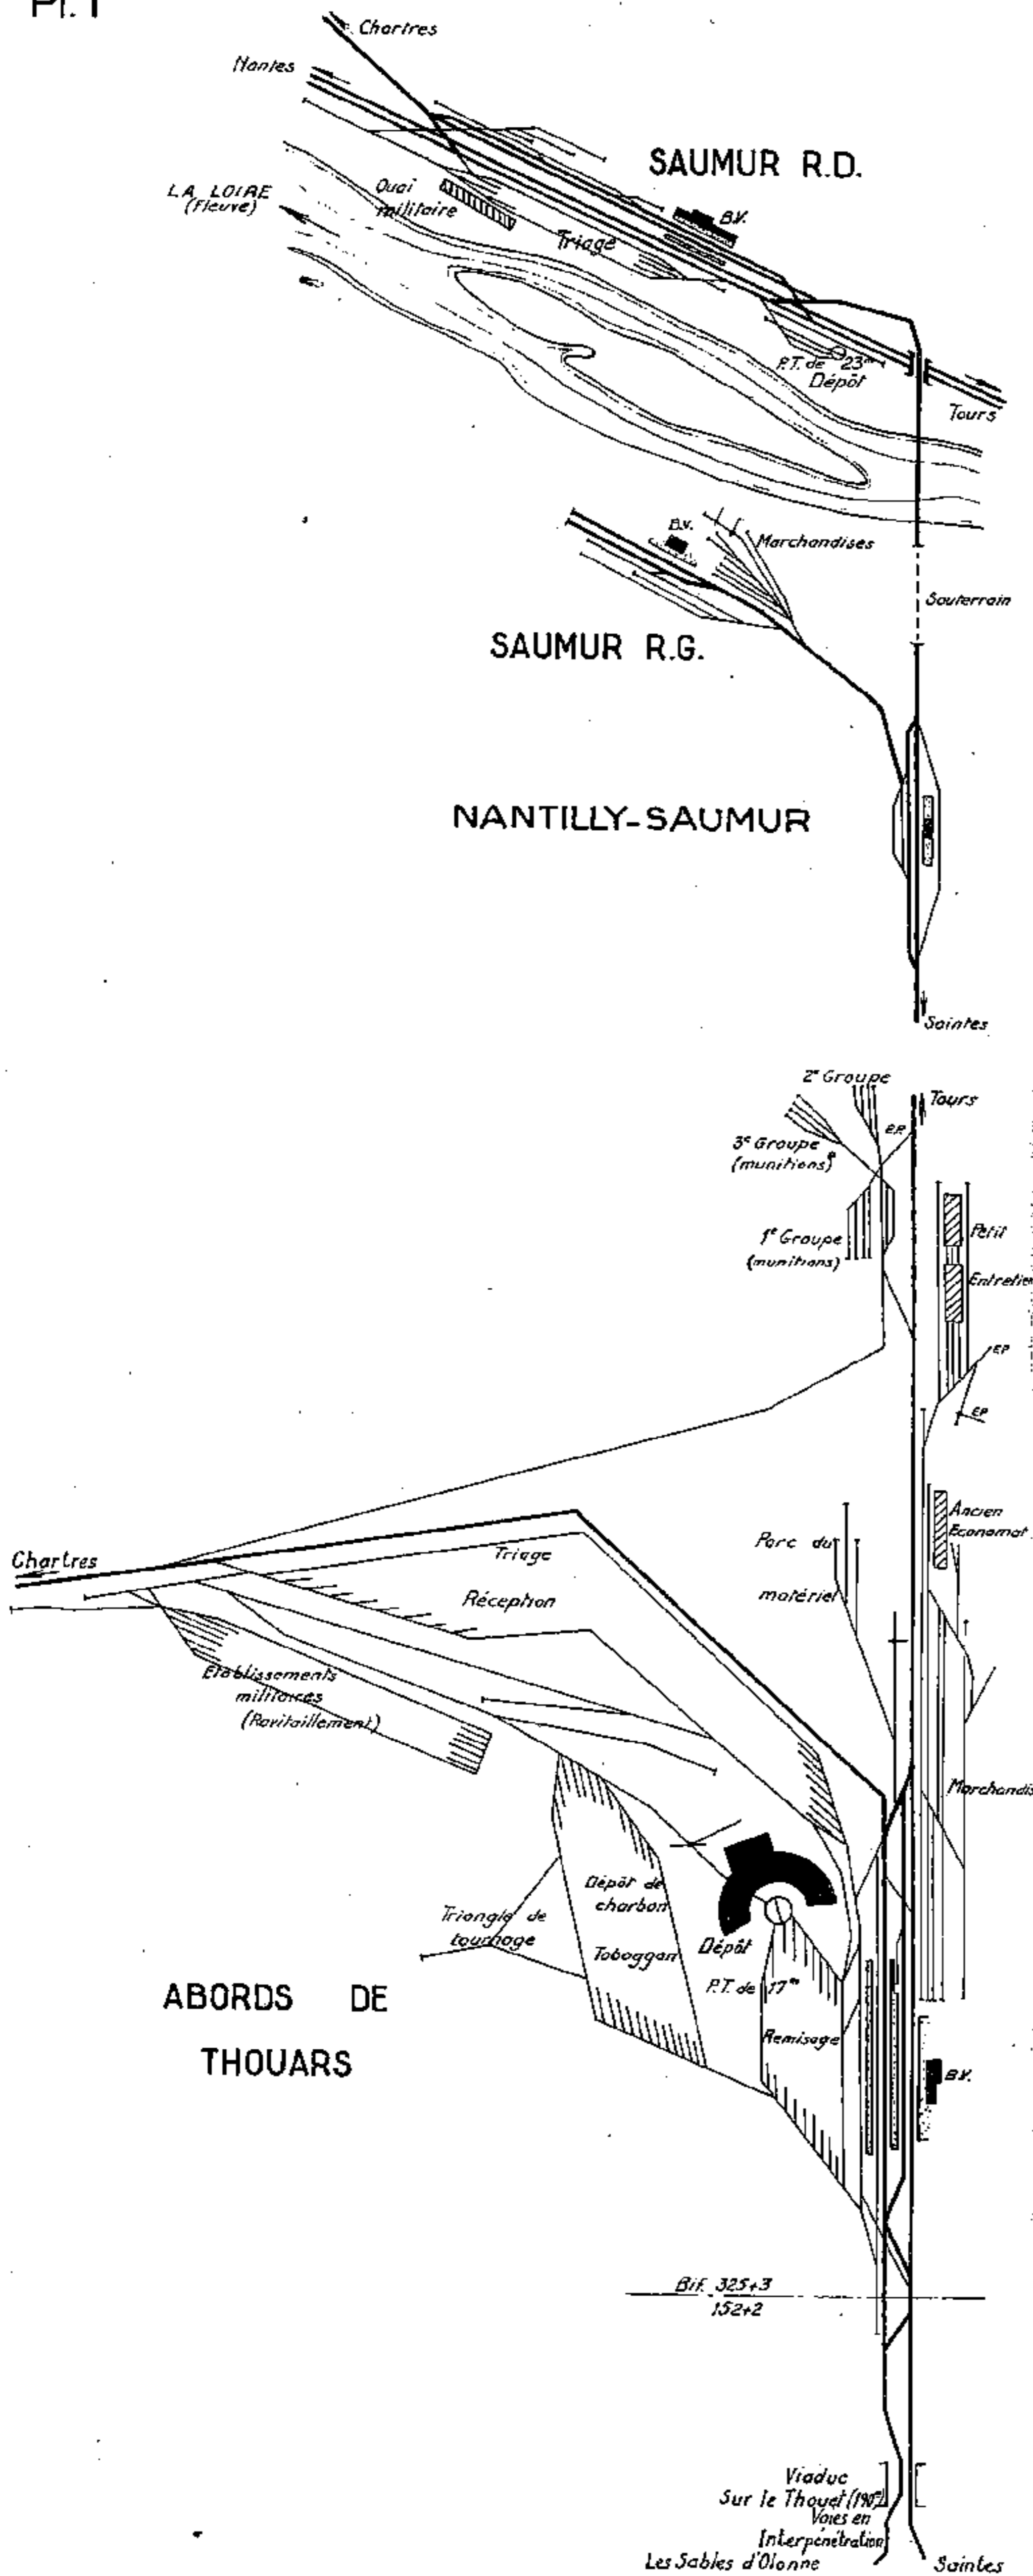 Pl. 1
Chartres
Nantes
SAUMUR R.D.
LA LOIRE
(Fleuve)
Quai
militaire
B.V.
Triage
P.T. de 23m
Dépôt
Tours
B.V.
Marchandises
Souterrain
SAUMUR R.G.
NANTILLY-SAUMUR
Saintes
2e Groupe
Tours
E.P.
3e Groupe
(munitions)
1e Groupe
(munitions)
Petit
Entretien
EP
EP
Ancien
Economat
Parc du
matériel
Chartres
Triage
Réception
Etablissements
militaires
(Ravitaillement)
Marchandis
Dépôt de
charbon
Triangle de
tournage
Toboggan
Dépôt
P.T. de 17m
Remisage
ABORDS DE
THOUARS
B.V.
Bif. 325+3
152+2
Viaduc
Sur le Thouet (190m)
Voies en
Interpénétration
Les Sables d'Olonne
Saintes